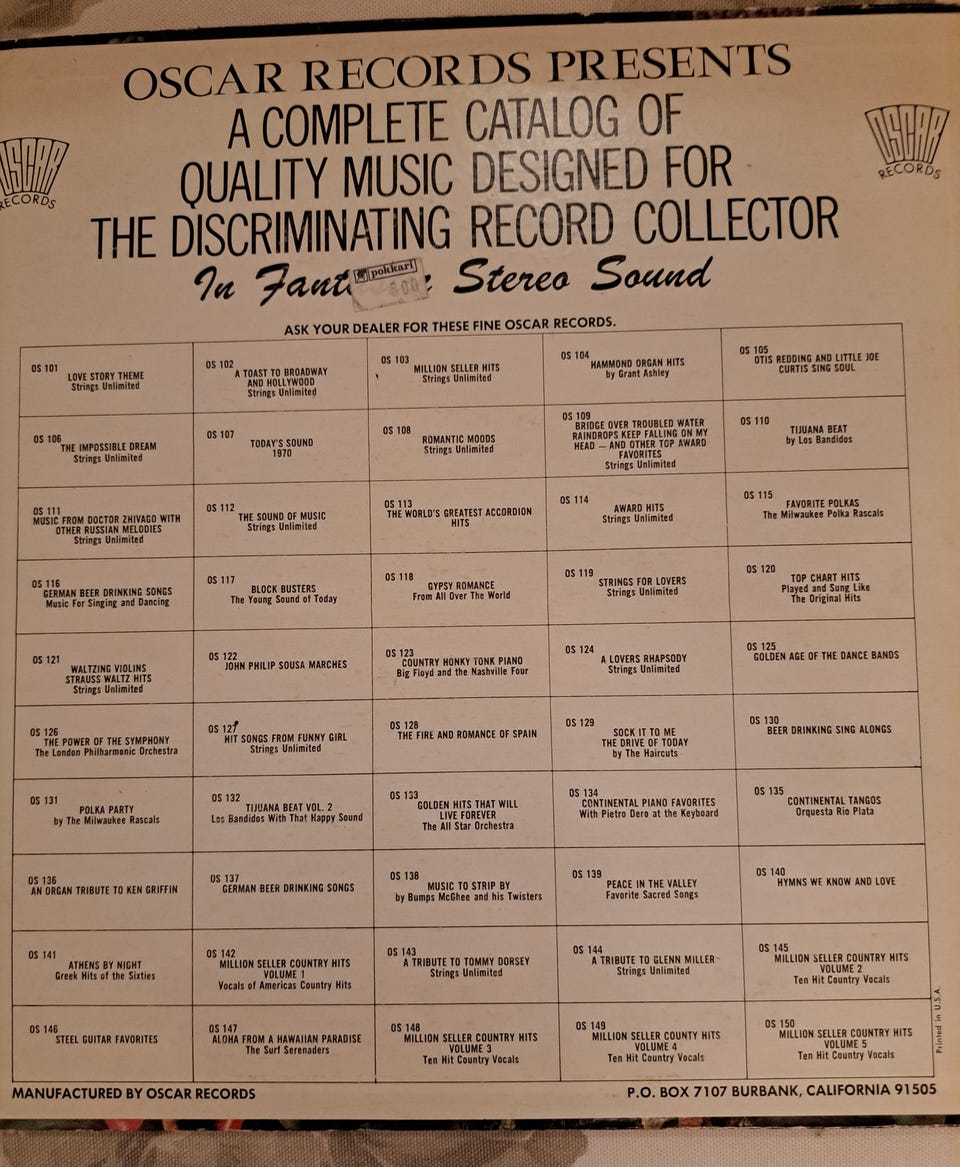 OSCAR RECORDS PRESENTS
A COMPLETE CATALOG OF
QUALITY MUSIC DESIGNED FOR
THE DISCRIMINATING RECORD COLLECTOR
In Stereo Sound
OSCAR
RECORDS
OSCAR
RECORDS
pokkari
800
ASK YOUR DEALER FOR THESE FINE OSCAR RECORDS.
OS 101
LOVE STORY THEME
Strings Unlimited
OS 102
A TOAST TO BROADWAY
AND HOLLYWOOD
Strings Unlimited
OS 103
MILLION SELLER HITS
Strings Unlimited
OS 104
HAMMOND ORGAN HITS
by Grant Ashley
OS 105
OTIS REDDING AND LITTLE JOE
CURTIS SING SOUL
OS 106
THE IMPOSSIBLE DREAM
Strings Unlimited
OS 107
TODAY'S SOUND
1970
OS 108
ROMANTIC MOODS
Strings Unlimited
OS 109
BRIDGE OVER TROUBLED WATER
RAINDROPS KEEP FALLING ON MY
HEAD — AND OTHER TOP AWARD
FAVORITES
Strings Unlimited
OS 110
TIJUANA BEAT
by Los Bandidos
OS 111
MUSIC FROM DOCTOR ZHIVAGO WITH
OTHER RUSSIAN MELODIES
Strings Unlimited
OS 112
THE SOUND OF MUSIC
Strings Unlimited
OS 113
THE WORLD'S GREATEST ACCORDION
HITS
OS 114
AWARD HITS
Strings Unlimited
OS 115
FAVORITE POLKAS
The Milwaukee Polka Rascals
OS 116
GERMAN BEER DRINKING SONGS
Music For Singing and Dancing
OS 117
BLOCK BUSTERS
The Young Sound of Today
OS 118
GYPSY ROMANCE
From All Over The World
OS 119
STRINGS FOR LOVERS
Strings Unlimited
OS 120
TOP CHART HITS
Played and Sung Like
The Original Hits
OS 121
WALTZING VIOLINS
STRAUSS WALTZ HITS
Strings Unlimited
OS 122
JOHN PHILIP SOUSA MARCHES
OS 123
COUNTRY HONKY TONK PIANO
Big Floyd and the Nashville Four
OS 124
A LOVERS RHAPSODY
Strings Unlimited
OS 125
GOLDEN AGE OF THE DANCE BANDS
OS 126
THE POWER OF THE SYMPHONY
The London Philharmonic Orchestra
OS 127
HIT SONGS FROM FUNNY GIRL
Strings Unlimited
OS 128
THE FIRE AND ROMANCE OF SPAIN
OS 129
SOCK IT TO ME
THE DRIVE OF TODAY
by The Haircuts
OS 130
BEER DRINKING SING ALONGS
OS 131
POLKA PARTY
by The Milwaukee Rascals
OS 132
TIJUANA BEAT VOL. 2
Los Bandidos With That Happy Sound
OS 133
GOLDEN HITS THAT WILL
LIVE FOREVER
The All Star Orchestra
OS 134
CONTINENTAL PIANO FAVORITES
With Pietro Dero at the Keyboard
OS 135
CONTINENTAL TANGOS
Orquesta Rio Plata
OS 136
AN ORGAN TRIBUTE TO KEN GRIFFIN
OS 137
GERMAN BEER DRINKING SONGS
OS 138
MUSIC TO STRIP BY
by Bumps McGhee and his Twisters
OS 139
PEACE IN THE VALLEY
Favorite Sacred Songs
OS 140
HYMNS WE KNOW AND LOVE
OS 141
ATHENS BY NIGHT
Greek Hits of the Sixties
OS 142
MILLION SELLER COUNTRY HITS
VOLUME 1
Vocals of Americas Country Hits
OS 143
A TRIBUTE TO TOMMY DORSEY
Strings Unlimited
OS 144
A TRIBUTE TO GLENN MILLER
Strings Unlimited
OS 145
MILLION SELLER COUNTRY HITS
VOLUME 2
Ten Hit Country Vocals
OS 146
STEEL GUITAR FAVORITES
OS 147
ALOHA FROM A HAWAIIAN PARADISE
The Surf Serenaders
OS 148
MILLION SELLER COUNTRY HITS
VOLUME 3
Ten Hit Country Vocals
OS 149
MILLION SELLER COUNTY HITS
VOLUME 4
Ten Hit Country Vocals
OS 150
MILLION SELLER COUNTRY HITS
VOLUME 5
Ten Hit Country Vocals
Printed in U.S.A.
MANUFACTURED BY OSCAR RECORDS
P.O. BOX 7107 BURBANK, CALIFORNIA 91505